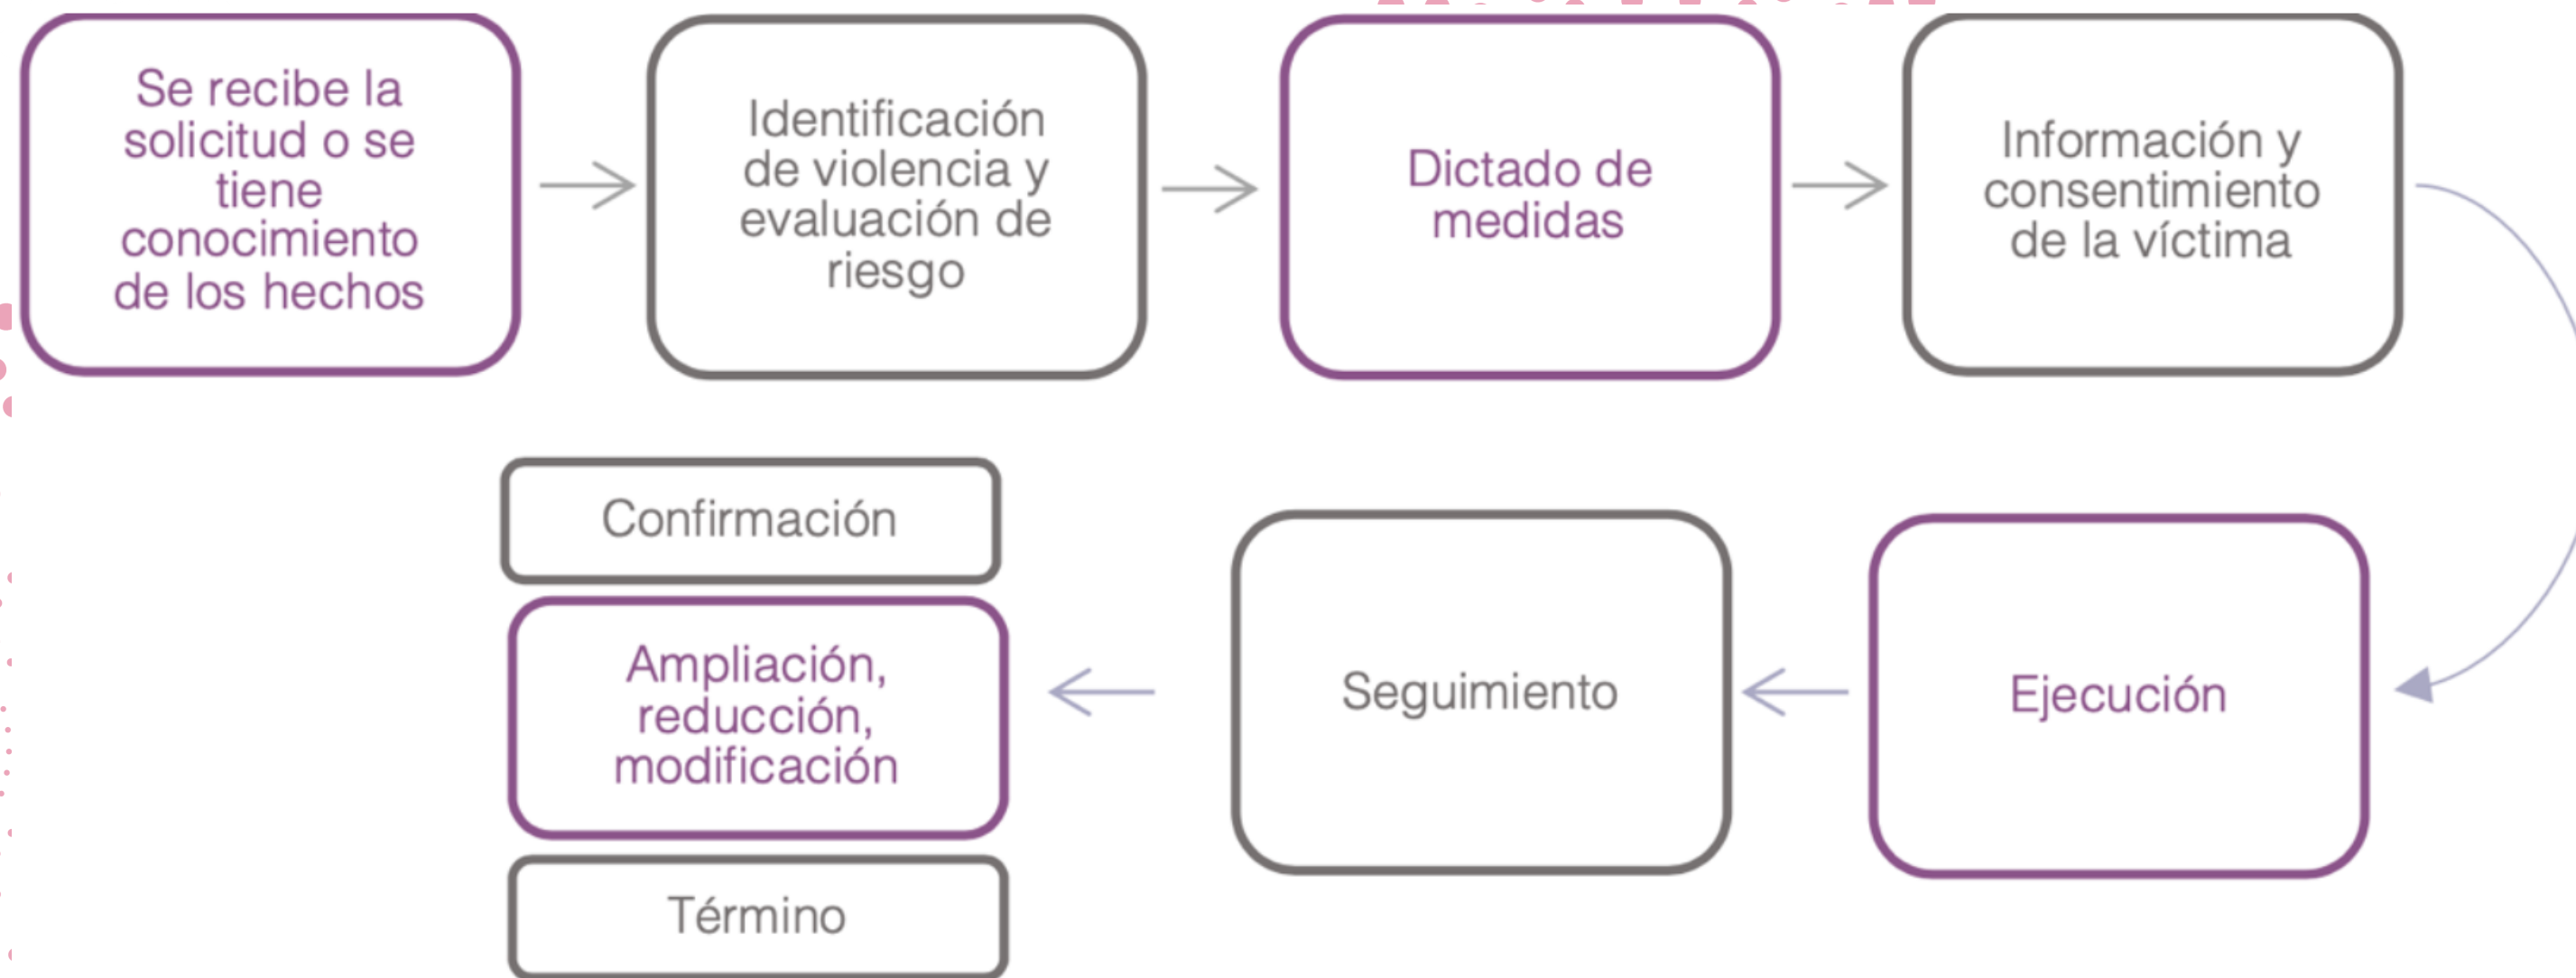 Se recibe la
solicitud o se
tiene
conocimiento
de los hechos
Identificación
de violencia y
evaluación de
riesgo
Dictado de
medidas
Información y
consentimiento
de la víctima
Ejecución
Seguimiento
Confirmación
Ampliación,
reducción,
modificación
Término